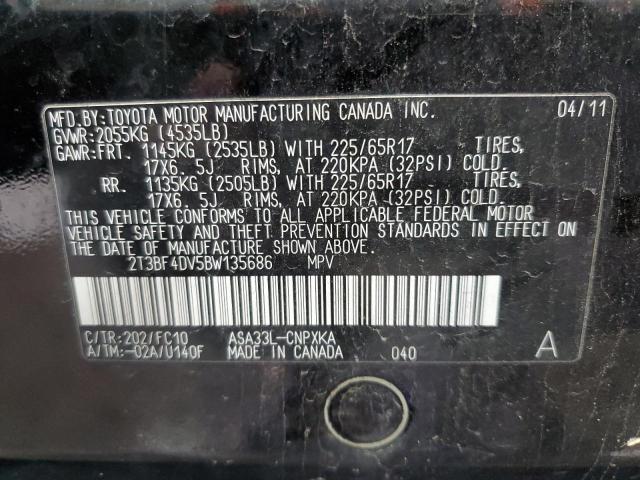 MFD.BY:TOYOTA MOTOR MANUFACTURING CANADA INC. 04/11
GVWR:2055KG (4535LB)
GAWR:FRT. 1145KG (2535LB) WITH 225/65R17 TIRES,
17X6.5J RIMS, AT 220KPA (32PSI) COLD.
RR. 1135KG (2505LB) WITH 225/65R17 TIRES,
17X6.5J RIMS, AT 220KPA (32PSI) COLD.
THIS VEHICLE CONFORMS TO ALL APPLICABLE FEDERAL MOTOR
VEHICLE SAFETY AND THEFT PREVENTION STANDARDS IN EFFECT ON
THE DATE OF MANUFACTURE SHOWN ABOVE.
2T3BF4DV5BW135686 MPV
C/TR:202/FC10 ASA33L-CNPXKA
A/TM:-02A/U140F MADE IN CANADA 040 A